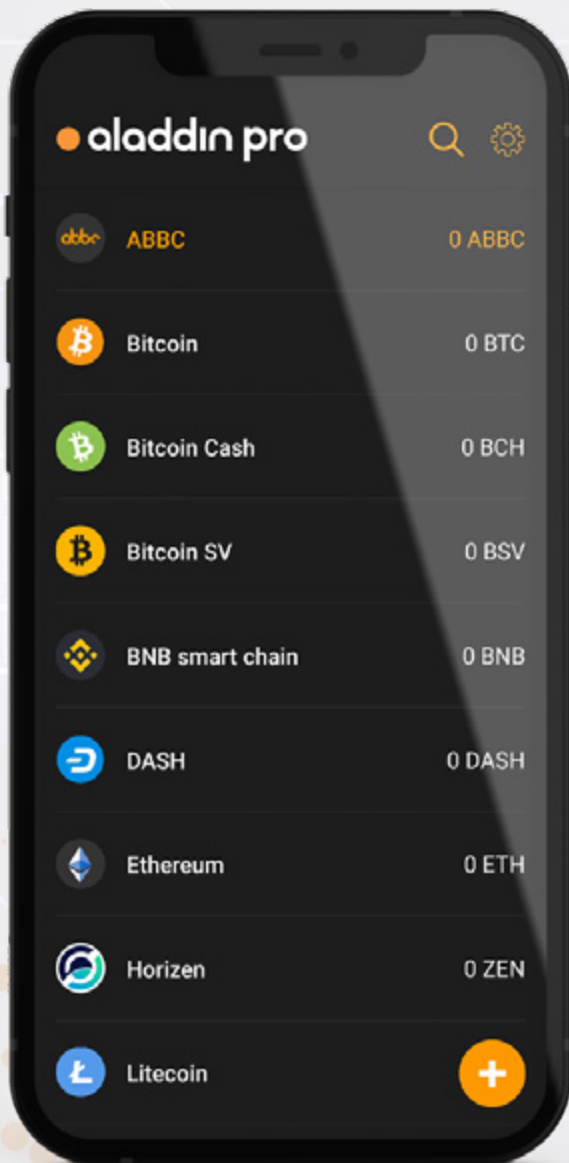 aladdin pro
abbc ABBC 0 ABBC
Bitcoin 0 BTC
Bitcoin Cash 0 BCH
Bitcoin SV 0 BSV
BNB smart chain 0 BNB
DASH 0 DASH
Ethereum 0 ETH
Horizen 0 ZEN
Litecoin